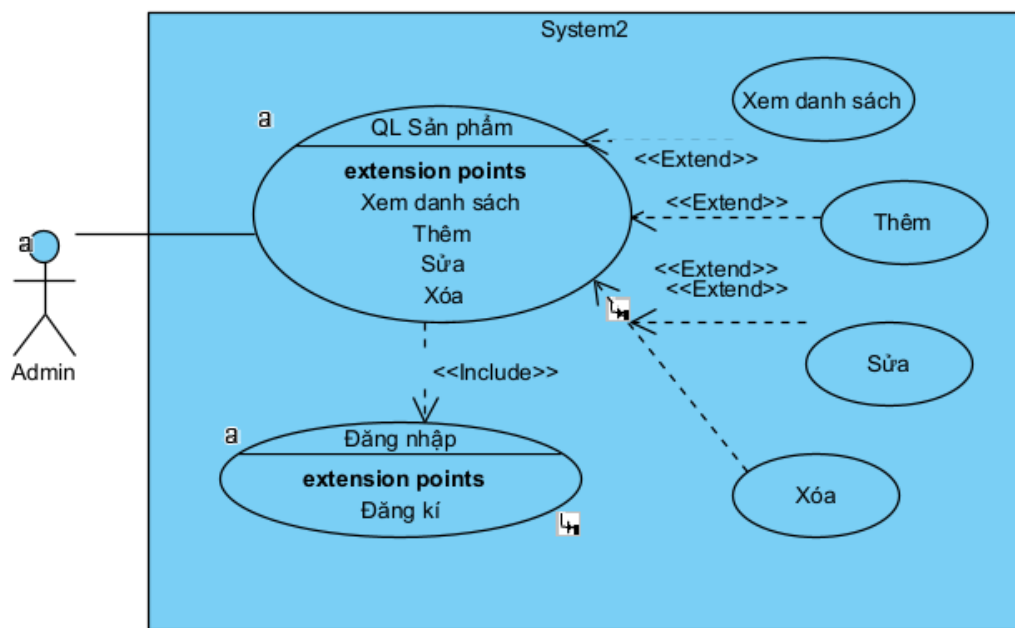 System2
Xem danh sách
a
QL Sản phẩm
<<Extend>>
extension points
Xem danh sách
Thêm
Sửa
Xóa
<<Extend>>
Thêm
a
Admin
<<Extend>>
<<Extend>>
Sửa
<<Include>>
a
Đăng nhập
extension points
Đăng kí
Xóa